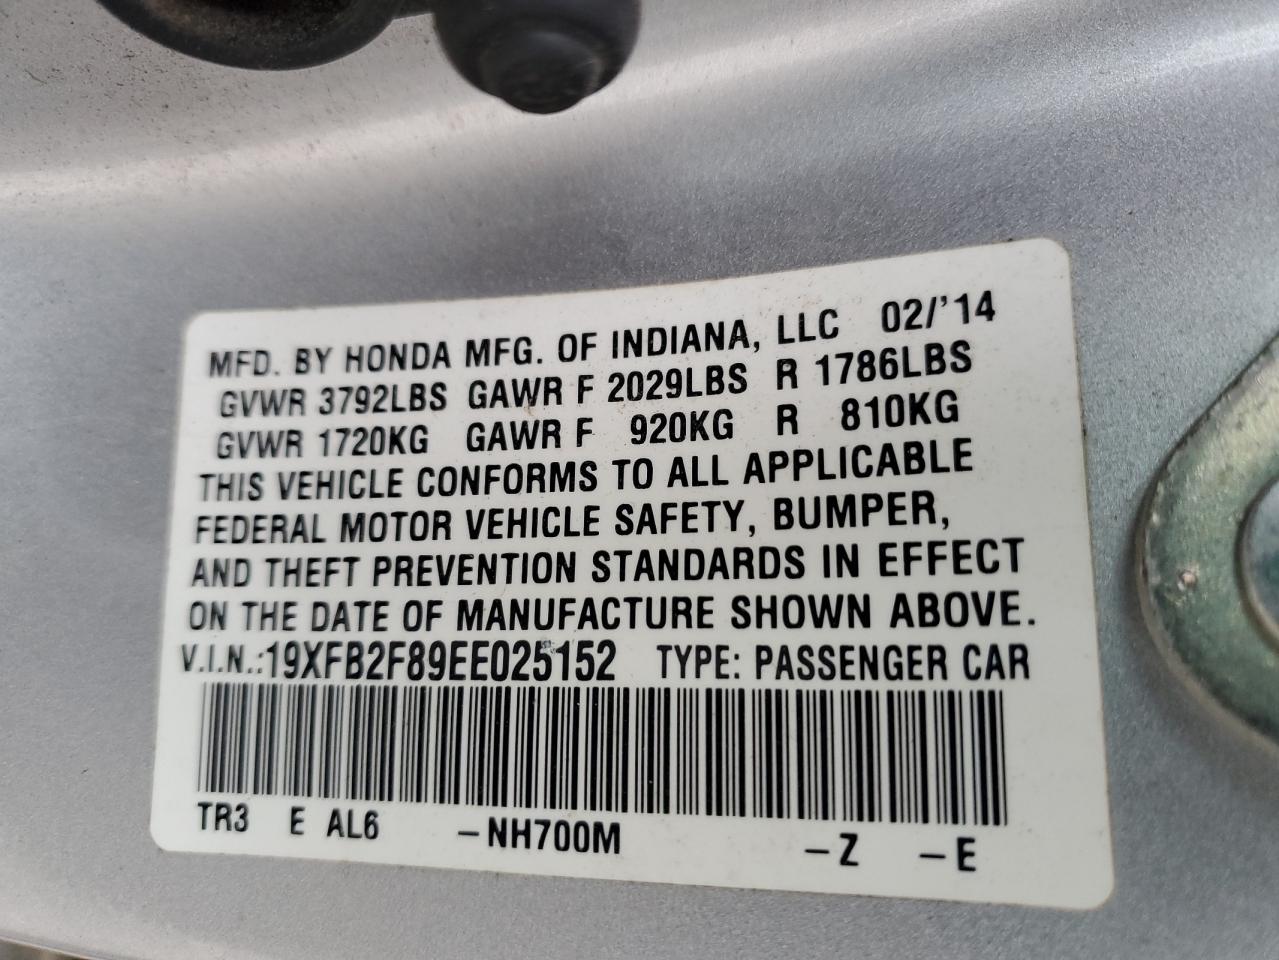 MFD. BY HONDA MFG. OF INDIANA, LLC 02/'14
GVWR 3792LBS GAWR F 2029LBS R 1786LBS
GVWR 1720KG GAWR F 920KG R 810KG
THIS VEHICLE CONFORMS TO ALL APPLICABLE
FEDERAL MOTOR VEHICLE SAFETY, BUMPER,
AND THEFT PREVENTION STANDARDS IN EFFECT
ON THE DATE OF MANUFACTURE SHOWN ABOVE.
V.I.N.:19XFB2F89EE025152 TYPE: PASSENGER CAR
TR3 E AL6 –NH700M –Z –E